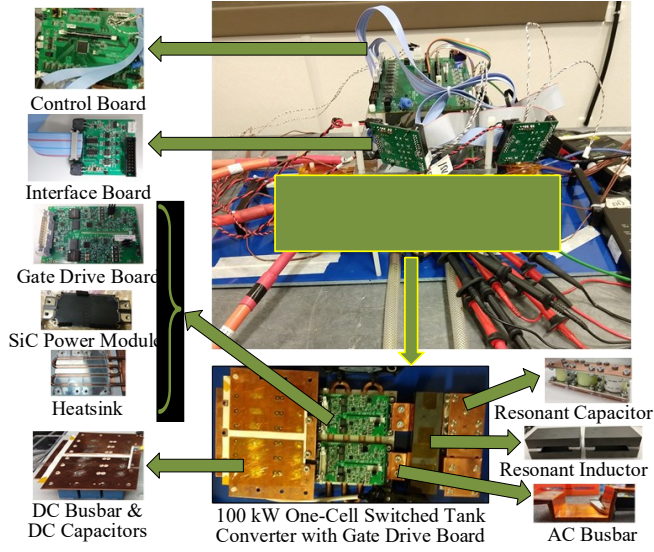 Control Board
Interface Board
Gate Drive Board
SiC Power Module
Heatsink
DC Busbar &
DC Capacitors
Resonant Capacitor
Resonant Inductor
AC Busbar
100 kW One-Cell Switched Tank
Converter with Gate Drive Board